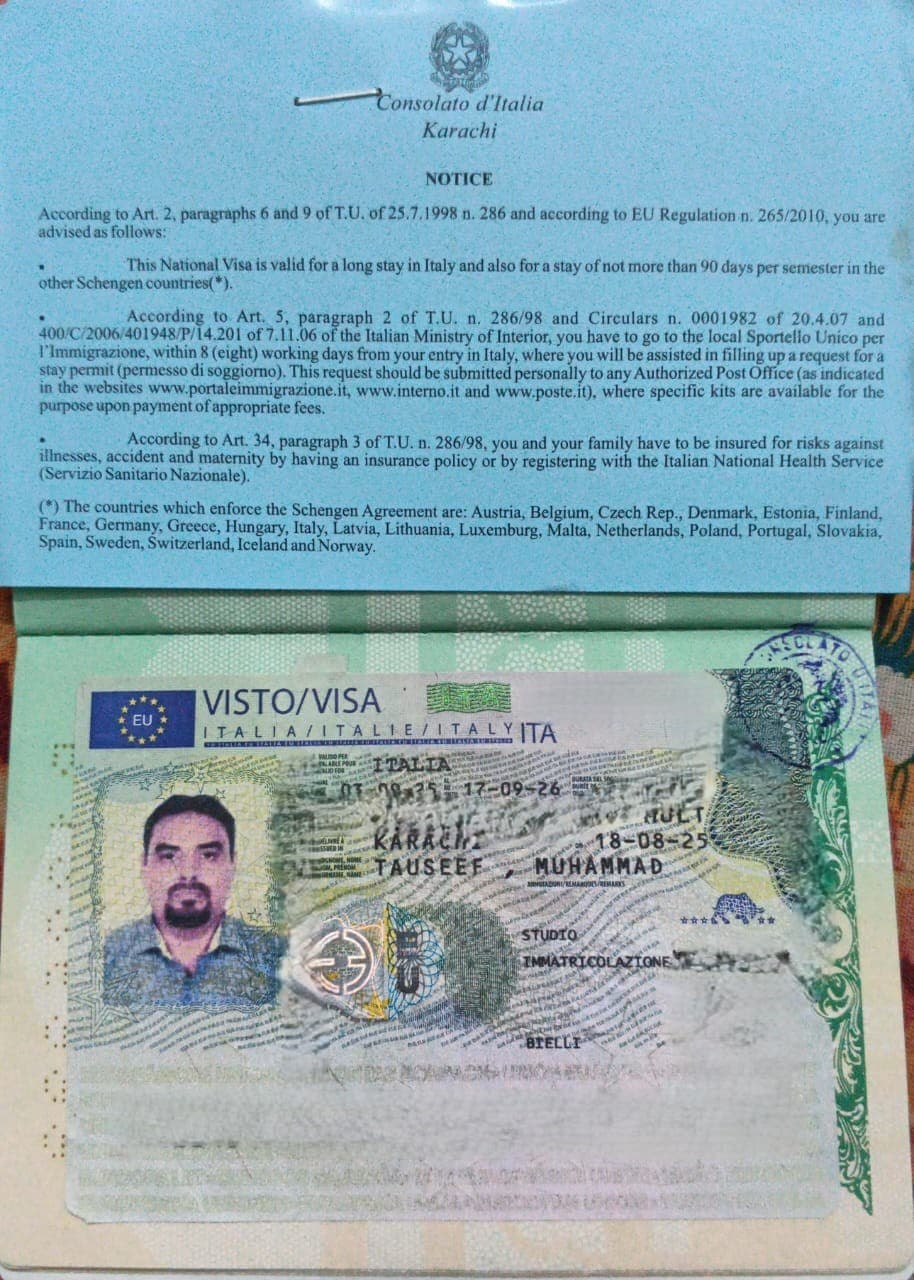 Consolato d'Italia
Karachi
NOTICE
According to Art. 2, paragraphs 6 and 9 of T.U. of 25.7.1998 n. 286 and according to EU Regulation n. 265/2010, you are
advised as follows:
• This National Visa is valid for a long stay in Italy and also for a stay of not more than 90 days per semester in the
other Schengen countries(*).
• According to Art. 5, paragraph 2 of T.U. n. 286/98 and Circulars n. 0001982 of 20.4.07 and
400/C/2006/401948/P/14.201 of 7.11.06 of the Italian Ministry of Interior, you have to go to the local Sportello Unico per
l'Immigrazione, within 8 (eight) working days from your entry in Italy, where you will be assisted in filling up a request for a
stay permit (permesso di soggiorno). This request should be submitted personally to any Authorized Post Office (as indicated
in the websites www.portaleimmigrazione.it, www.interno.it and www.poste.it), where specific kits are available for the
purpose upon payment of appropriate fees.
• According to Art. 34, paragraph 3 of T.U. n. 286/98, you and your family have to be insured for risks against
illnesses, accident and maternity by having an insurance policy or by registering with the Italian National Health Service
(Servizio Sanitario Nazionale).
(*) The countries which enforce the Schengen Agreement are: Austria, Belgium, Czech Rep., Denmark, Estonia, Finland,
France, Germany, Greece, Hungary, Italy, Latvia, Lithuania, Luxemburg, Malta, Netherlands, Poland, Portugal, Slovakia,
Spain, Sweden, Switzerland, Iceland and Norway.
EU
VISTO/VISA
ITALIA/ITALIE/ITALY ITA
ITALIA
17-09-26
MULT
KARACHI 18-08-25
TAUSEEF , MUHAMMAD
ANNOTAZIONI/REMARQUES/REMARKS
STUDIO
IMMATRICOLAZIONE
BIELLI